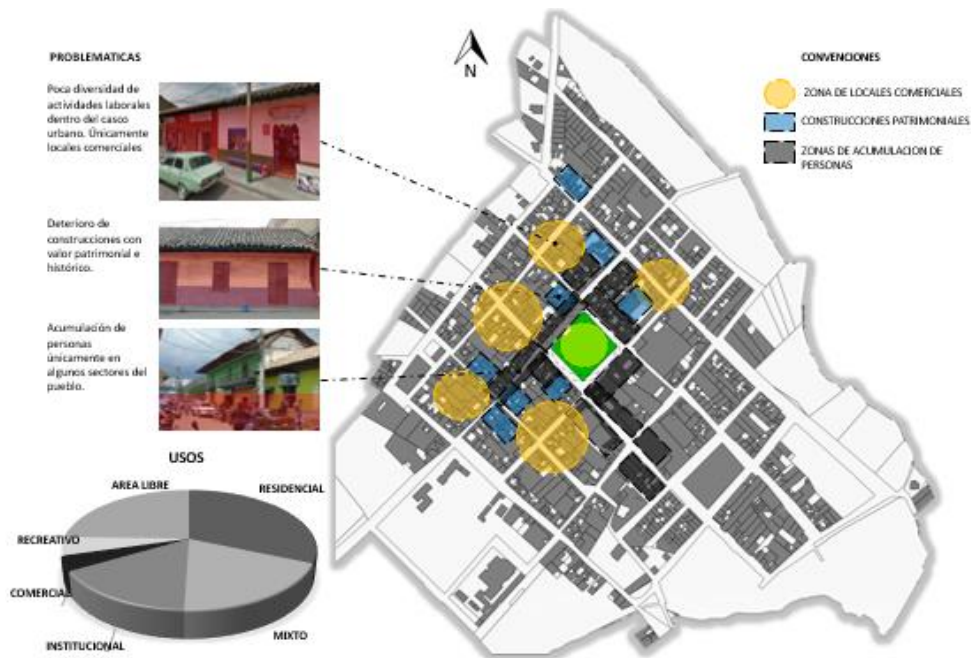 PROBLEMATICAS
Poca diversidad de
actividades laborales
dentro del casco
urbano. Únicamente
locales comerciales
Deterioro de
construcciones con
valor patrimonial e
histórico.
Acumulación de
personas
únicamente en
algunos sectores del
pueblo.
N
CONVENCIONES
ZONA DE LOCALES COMERCIALES
CONSTRUCCIONES PATRIMONIALES
ZONAS DE ACUMULACION DE
PERSONAS
USOS
AREA LIBRE
RESIDENCIAL
RECREATIVO
COMERCIAL
INSTITUCIONAL
MIXTO